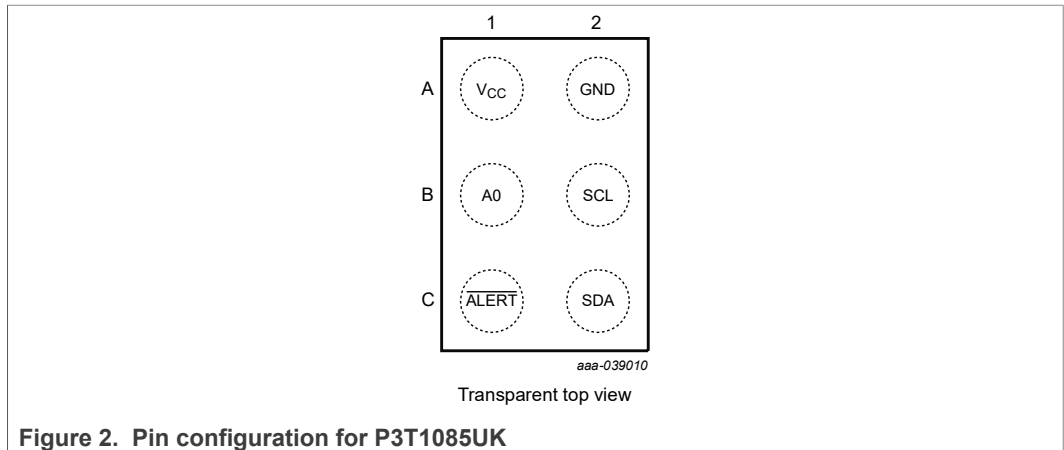 1 2
A VCC GND
B A0 SCL
C ALERT SDA
aaa-039010
Transparent top view
Figure 2. Pin configuration for P3T1085UK